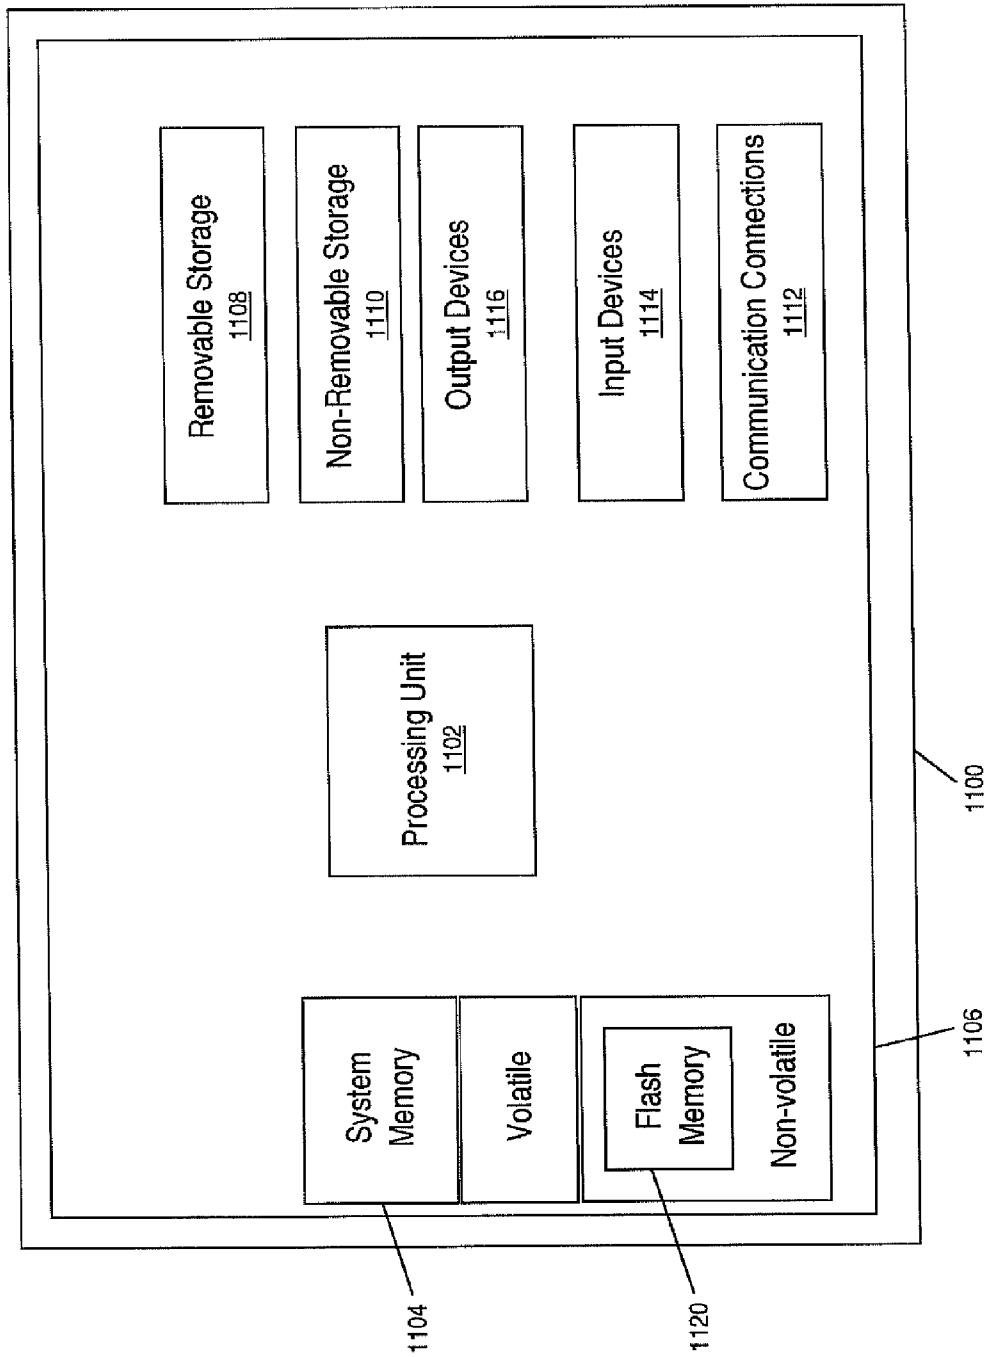 Removable Storage
1108
Non-Removable Storage
1110
Output Devices
1116
Input Devices
1114
Communication Connections
1112
Processing Unit
1102
System
Memory
Volatile
Flash
Memory
Non-volatile
1104
1120
1106
1100